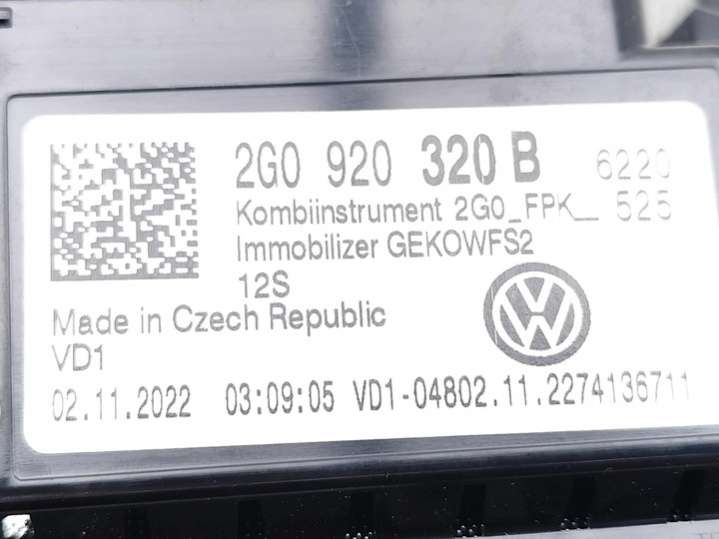 2G0 920 320 B 6220
Kombiinstrument 2G0_FPK__ 525
Immobilizer GEKOWFS2
12S
Made in Czech Republic
VD1
02.11.2022 03:09:05 VD1-04802.11.2274136711